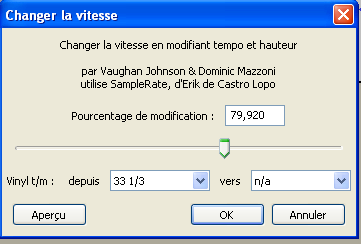 Changer la vitesse
Changer la vitesse en modifiant tempo et hauteur
par Vaughan Johnson & Dominic Mazzoni
utilise SampleRate, d'Erik de Castro Lopo
Pourcentage de modification : 79,920
Vinyl t/m : depuis 33 1/3 vers n/a
Aperçu OK Annuler